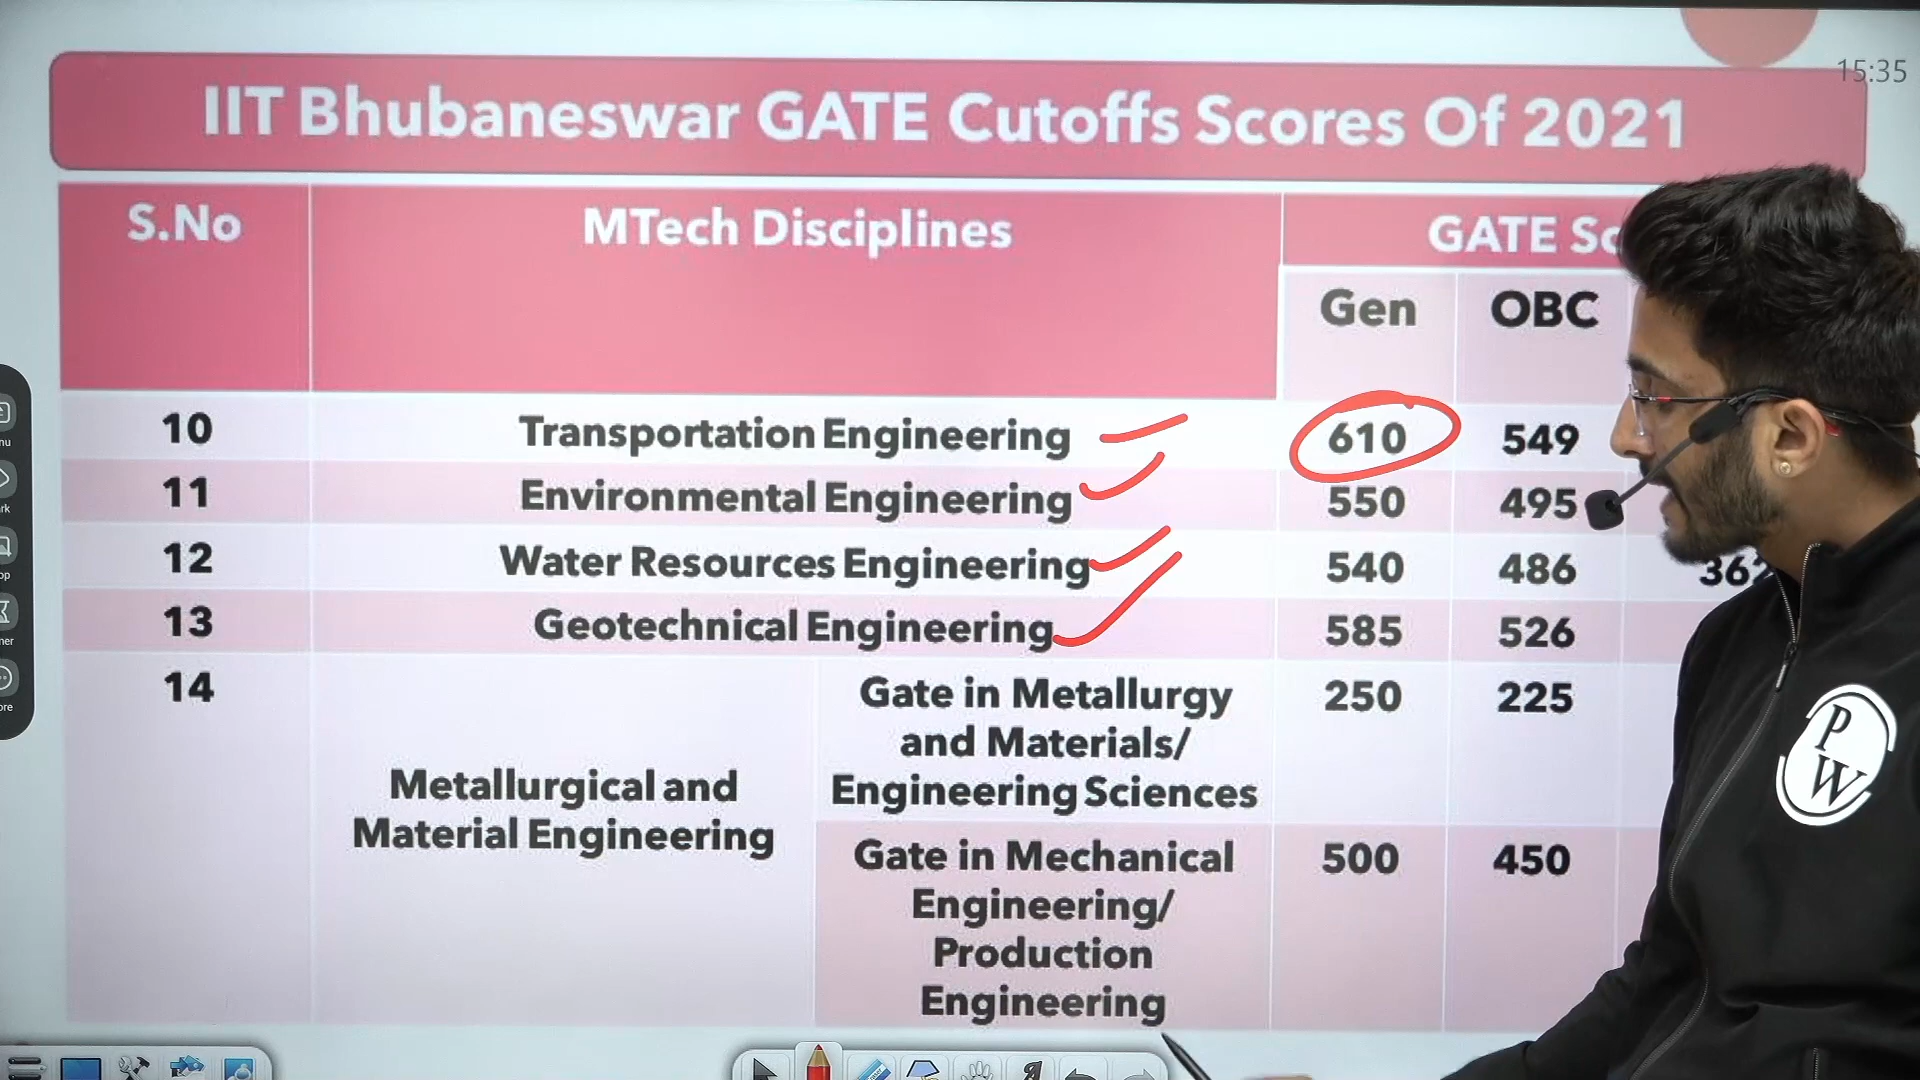 15:35
IIT Bhubaneswar GATE Cutoffs Scores Of 2021
S.No MTech Disciplines GATE
Gen OBC
10 Transportation Engineering 610 549
11 Environmental Engineering 550 495
12 Water Resources Engineering 540 486
13 Geotechnical Engineering 585 526
14 Gate in Metallurgy 250 225
and Materials/
Engineering Sciences
Metallurgical and
Material Engineering
Gate in Mechanical 500 450
Engineering/
Production
Engineering
P
W